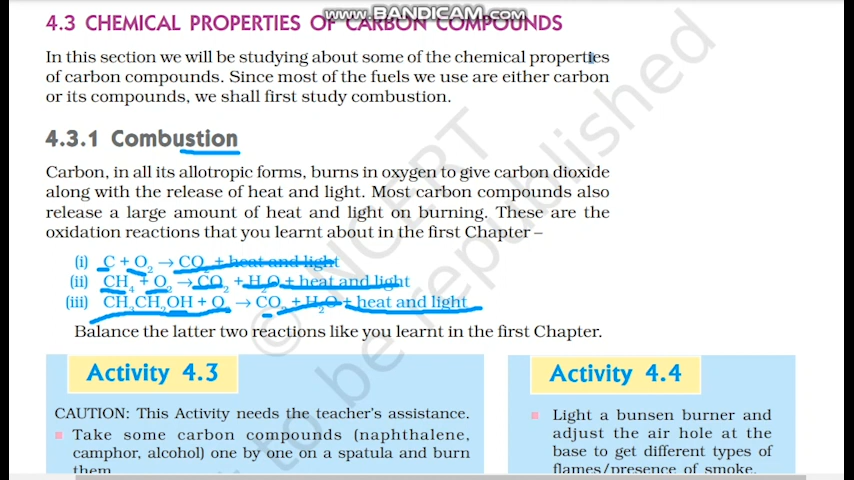 www.BANDICAM.com
4.3 CHEMICAL PROPERTIES OF CARBON COMPOUNDS
In this section we will be studying about some of the chemical properties
of carbon compounds. Since most of the fuels we use are either carbon
or its compounds, we shall first study combustion.
4.3.1 Combustion
Carbon, in all its allotropic forms, burns in oxygen to give carbon dioxide
along with the release of heat and light. Most carbon compounds also
release a large amount of heat and light on burning. These are the
oxidation reactions that you learnt about in the first Chapter –
(i) C + O₂ → CO₂ + heat and light
(ii) CH₄ + O₂ → CO₂ + H₂O + heat and light
(iii) CH₃CH₂OH + O₂ → CO₂ + H₂O + heat and light
Balance the latter two reactions like you learnt in the first Chapter.
Activity 4.3
CAUTION: This Activity needs the teacher's assistance.
■ Take some carbon compounds (naphthalene,
camphor, alcohol) one by one on a spatula and burn
them.
Activity 4.4
■ Light a bunsen burner and
adjust the air hole at the
base to get different types of
flames/presence of smoke.
© NCERT
not to be republished